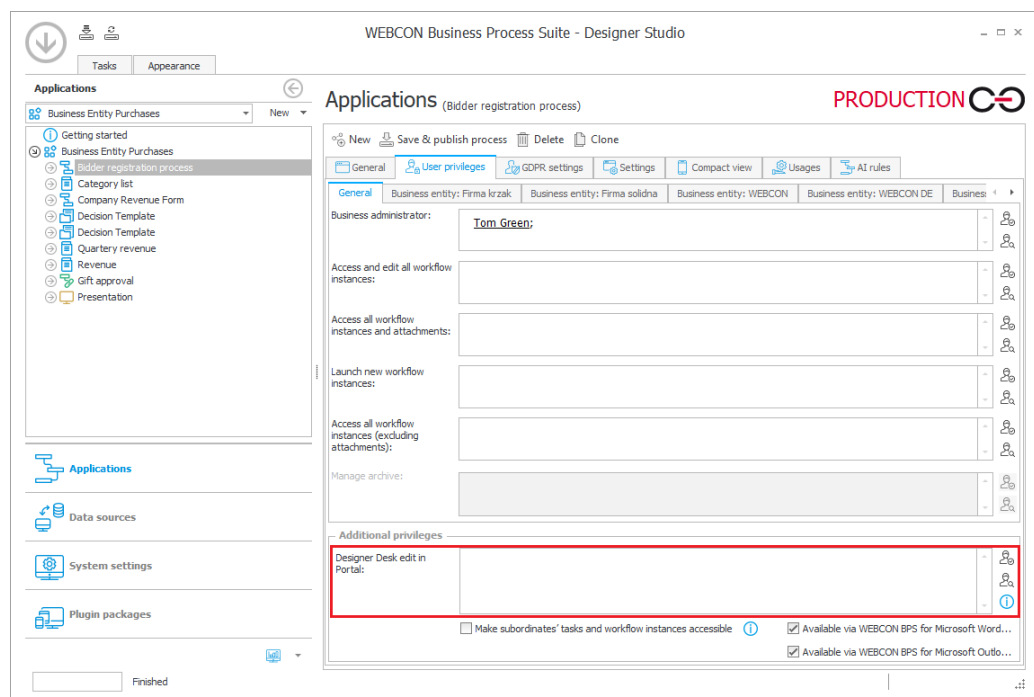 WEBCON Business Process Suite - Designer Studio
Tasks Appearance
Applications
Business Entity Purchases New
Getting started
Business Entity Purchases
Bidder registration process
Category list
Company Revenue Form
Decision Template
Decision Template
Quartery revenue
Revenue
Gift approval
Presentation
Applications
Data sources
System settings
Plugin packages
Finished
Applications (Bidder registration process)
PRODUCTION
New Save & publish process Delete Clone
General User privileges GDPR settings Settings Compact view Usages AI rules
General Business entity: Firma krzak Business entity: Firma solidna Business entity: WEBCON Business entity: WEBCON DE Business
Business administrator:
Tom Green;
Access and edit all workflow
instances:
Access all workflow
instances and attachments:
Launch new workflow
instances:
Access all workflow
instances (excluding
attachments):
Manage archive:
Additional privileges
Designer Desk edit in
Portal:
Make subordinates' tasks and workflow instances accessible
Available via WEBCON BPS for Microsoft Word...
Available via WEBCON BPS for Microsoft Outlo...